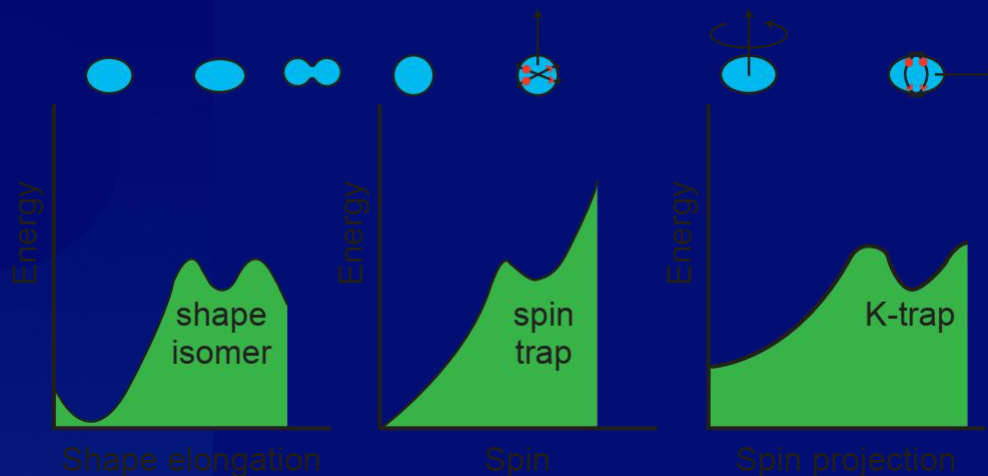 Energy
shape
isomer
Shape elongation
Energy
spin
trap
Spin
Energy
K-trap
Spin projection